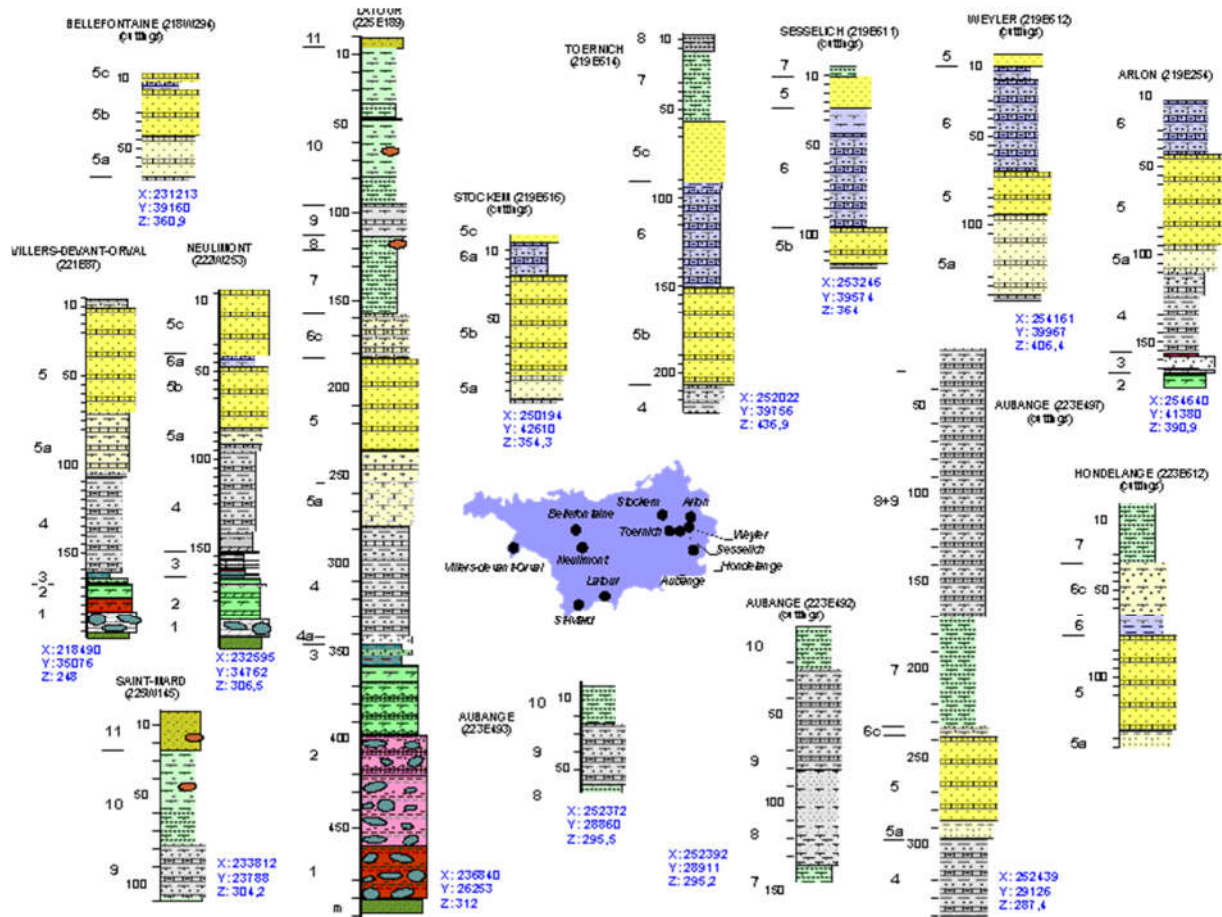 BELLEFONTAINE (218W294)
(cuttings)
5c
10
5b
50
5a
X:231213
Y:39160
Z:360,9
LATOUR
(225E189)
11
10
50
10
100
9
8
7
150
6c
200
5
250
5a
300
4
4a
350
3
400
2
450
1
m
X:236840
Y:26253
Z:312
TOERNICH
(219E514)
8
10
7
50
5c
100
6
150
5b
200
4
X:252022
Y:39756
Z:436,9
SESSELICH (219E511)
(cuttings)
7
10
5
50
6
100
5b
X:253246
Y:39574
Z:364
WEYLER (219E512)
(cuttings)
5
10
6
50
5
100
5a
X:254161
Y:39967
Z:406,4
ARLON (219E254)
10
6
50
5
100
5a
4
150
3
2
X:254640
Y:41380
Z:390,9
STOCKEM (219E516)
(cuttings)
5c
10
6a
5b
50
5a
X:250194
Y:42610
Z:354,3
VILLERS-DEVANT-ORVAL
(221E87)
10
5
50
5a
100
4
150
3
2
1
X:218490
Y:35076
Z:248
NEULIMONT
(222W253)
10
5c
6a
50
5b
5a
100
4
150
3
2
1
X:232595
Y:34762
Z:306,5
Stockem
Arlon
Bellefontaine
Toernich
Weyler
Neulimont
Sesselich
Villers-devant-Orval
Hondelange
Latour
Aubange
St-Mard
AUBANGE (223E497)
(cuttings)
50
8+9
100
150
7
200
6c
250
5
5a
300
4
X:252439
Y:29126
Z:287,4
HONDELANGE (223E512)
(cuttings)
10
7
6c
50
6
5
100
5a
SAINT-MARD
(225W145)
11
10
10
50
9
100
X:233812
Y:23788
Z:304,2
AUBANGE
(223E493)
10
10
9
50
8
X:252372
Y:28860
Z:295,5
AUBANGE (223E492)
(cuttings)
10
10
50
9
100
8
7
150
X:252392
Y:28911
Z:295,2